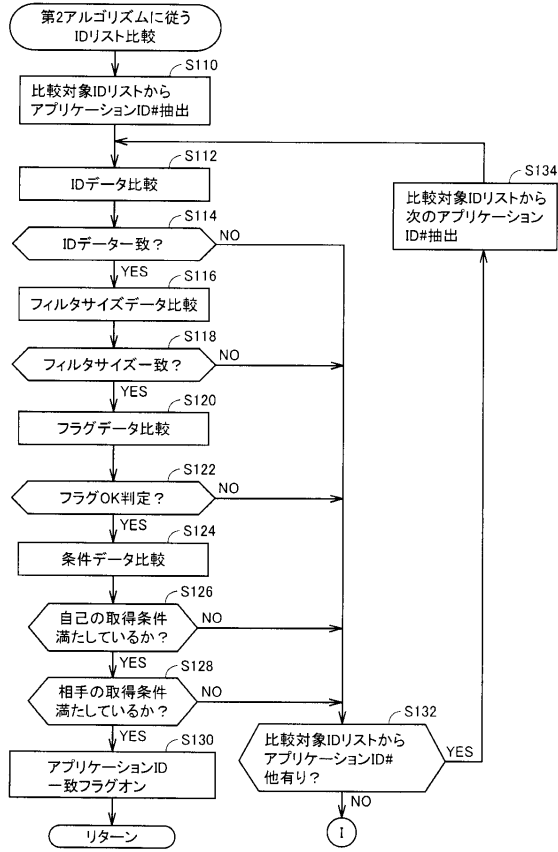 第2アルゴリズムに従う
IDリスト比較
S110
比較対象IDリストから
アプリケーションID#抽出
S112
IDデータ比較
S134
比較対象IDリストから
次のアプリケーション
ID#抽出
S114
IDデータ一致？
NO
YES
S116
フィルタサイズデータ比較
S118
フィルタサイズ一致？
NO
YES
S120
フラグデータ比較
S122
フラグOK判定？
NO
YES
S124
条件データ比較
S126
自己の取得条件
満たしているか？
NO
YES
S128
相手の取得条件
満たしているか？
NO
YES
S130
アプリケーションID
一致フラグオン
リターン
S132
比較対象IDリストから
アプリケーションID#
他有り？
YES
NO
I